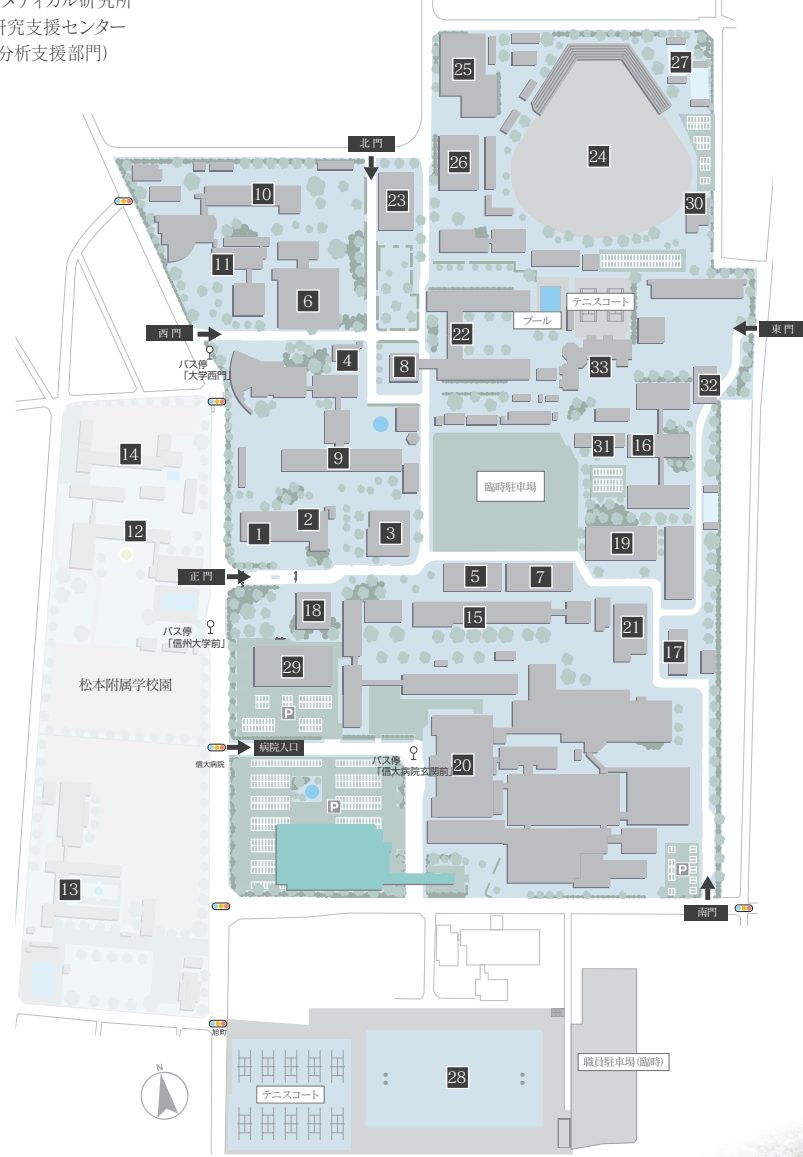 メディカル研究所
研究支援センター
分析支援部門)
27
25
24
北門
26
10
23
30
11
6
プール
テニスコート
西門
東門
22
バス停
「大学西門」
4
8
33
32
14
9
31
16
臨時駐車場
12
1
2
3
19
正門
5
7
18
15
バス停
「信州大学前」
21
17
29
松本附属学校園
P
病院入口
信大病院
バス停
「信大病院玄関前」
20
P
13
P
南門
旭町
N
職員駐車場(臨時)
28
テニスコート